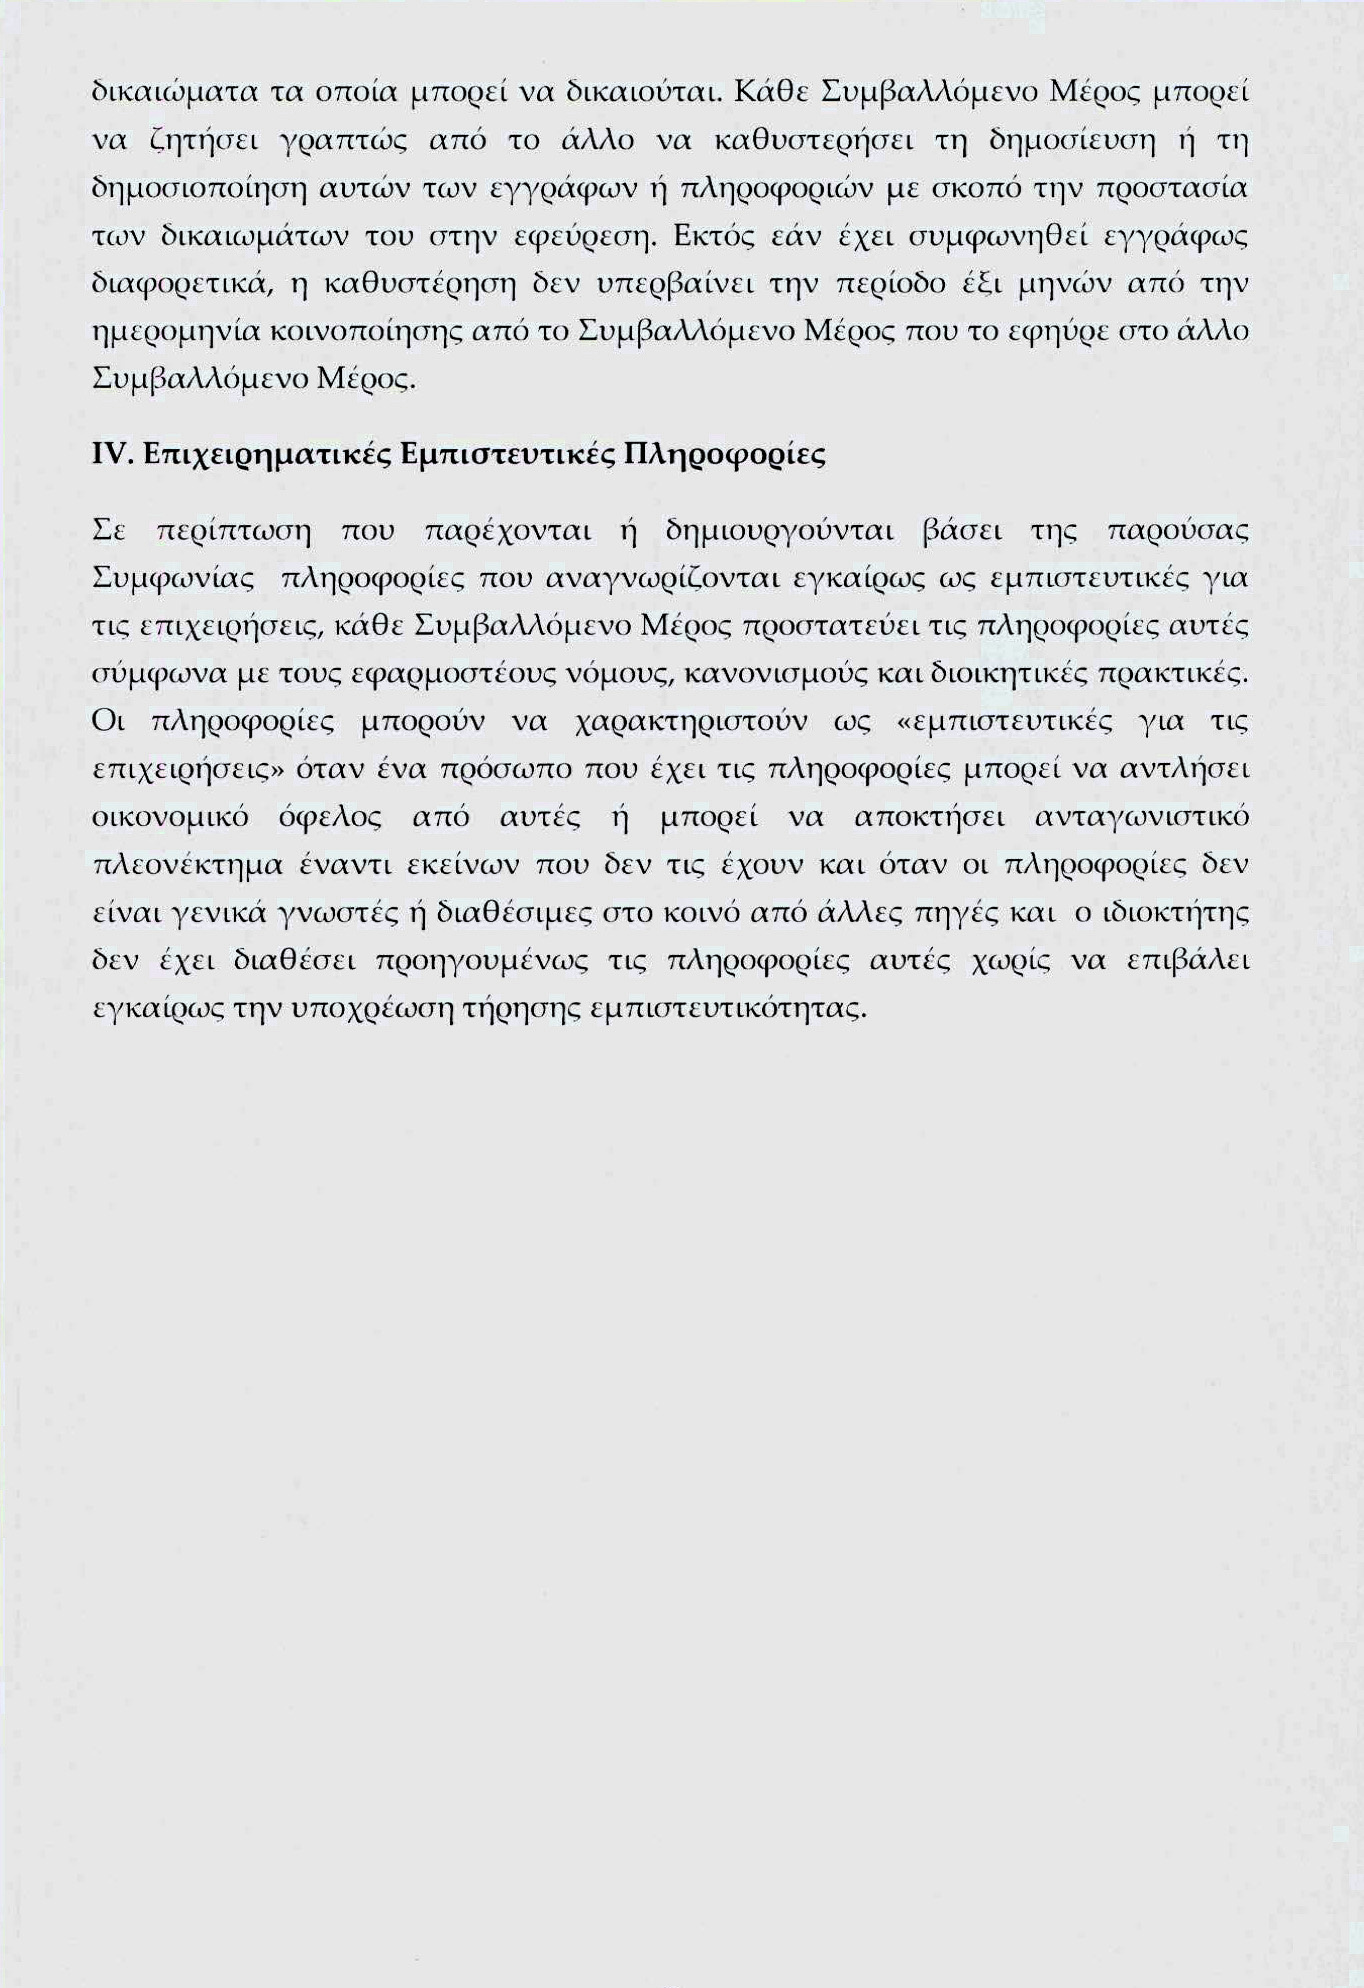 δικαιώματα τα οποία μπορεί να δικαιούται. Κάθε Συμβαλλόμενο Μέρος μπορεί
να ζητήσει γραπτώς από το άλλο να καθυστερήσει τη δημοσίευση ή τη
δημοσιοποίηση αυτών των εγγράφων ή πληροφοριών με σκοπό την προστασία
των δικαιωμάτων του στην εφεύρεση. Εκτός εάν έχει συμφωνηθεί εγγράφως
διαφορετικά, η καθυστέρηση δεν υπερβαίνει την περίοδο έξι μηνών από την
ημερομηνία κοινοποίησης από το Συμβαλλόμενο Μέρος που το εφηύρε στο άλλο
Συμβαλλόμενο Μέρος.
IV. Επιχειρηματικές Εμπιστευτικές Πληροφορίες
Σε περίπτωση που παρέχονται ή δημιουργούνται βάσει της παρούσας
Συμφωνίας πληροφορίες που αναγνωρίζονται εγκαίρως ως εμπιστευτικές για
τις επιχειρήσεις, κάθε Συμβαλλόμενο Μέρος προστατεύει τις πληροφορίες αυτές
σύμφωνα με τους εφαρμοστέους νόμους, κανονισμούς και διοικητικές πρακτικές.
Οι πληροφορίες μπορούν να χαρακτηριστούν ως «εμπιστευτικές για τις
επιχειρήσεις» όταν ένα πρόσωπο που έχει τις πληροφορίες μπορεί να αντλήσει
οικονομικό όφελος από αυτές ή μπορεί να αποκτήσει ανταγωνιστικό
πλεονέκτημα έναντι εκείνων που δεν τις έχουν και όταν οι πληροφορίες δεν
είναι γενικά γνωστές ή διαθέσιμες στο κοινό από άλλες πηγές και ο ιδιοκτήτης
δεν έχει διαθέσει προηγουμένως τις πληροφορίες αυτές χωρίς να επιβάλει
εγκαίρως την υποχρέωση τήρησης εμπιστευτικότητας.